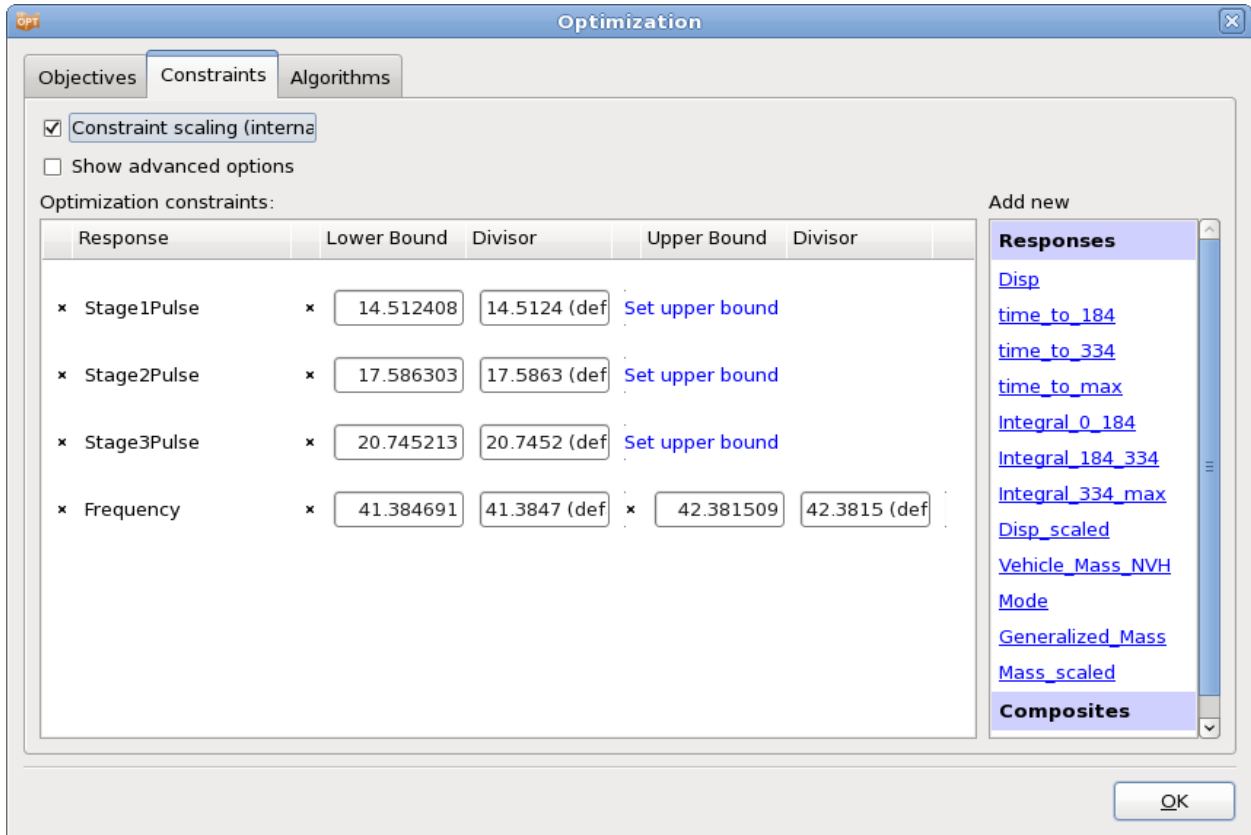 OPT Optimization
Objectives Constraints Algorithms
Constraint scaling (interna
Show advanced options
Optimization constraints: Add new
Response Lower Bound Divisor Upper Bound Divisor
Responses
Disp
Stage1Pulse 14.512408 14.5124 (def Set upper bound
time_to_184
time_to_334
Stage2Pulse 17.586303 17.5863 (def Set upper bound
time_to_max
Integral_0_184
Stage3Pulse 20.745213 20.7452 (def Set upper bound
Integral_184_334
Integral_334_max
Frequency 41.384691 41.3847 (def 42.381509 42.3815 (def
Disp_scaled
Vehicle_Mass_NVH
Mode
Generalized_Mass
Mass_scaled
Composites
OK